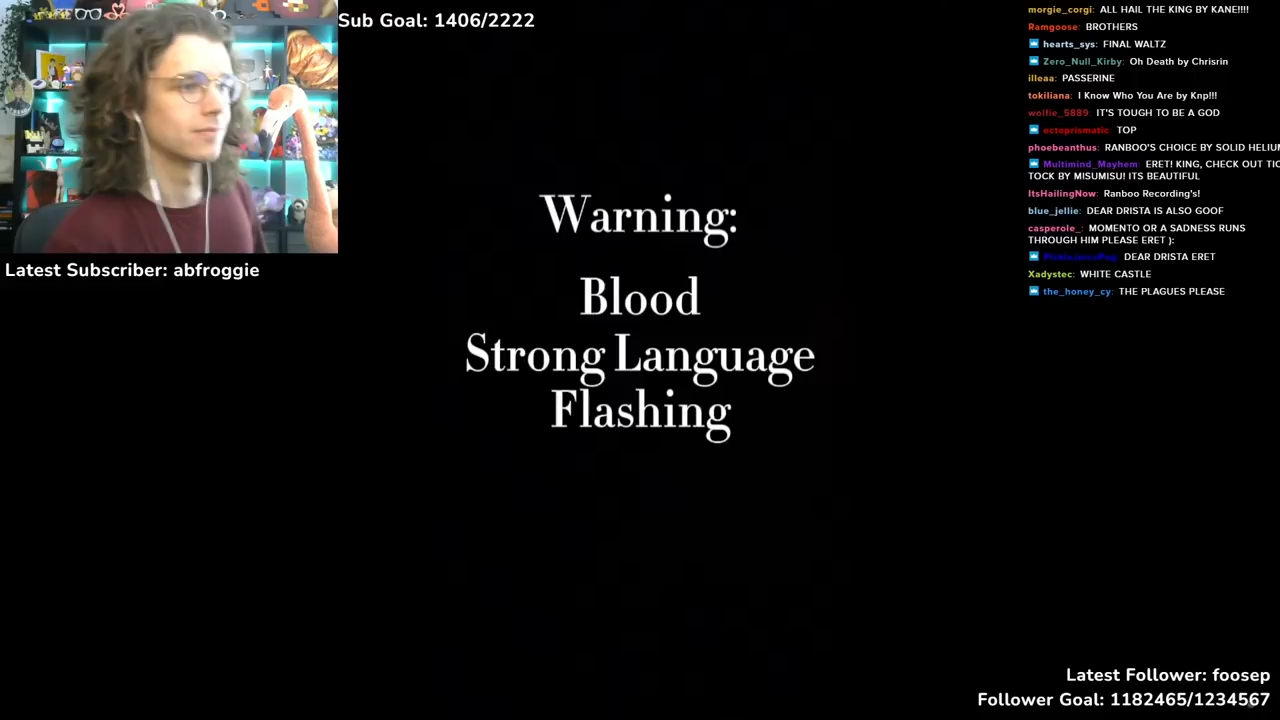 Sub Goal: 1406/2222
Latest Subscriber: abfroggie
Warning:
Blood
Strong Language
Flashing
morgie_corgi: ALL HAIL THE KING BY KANE!!!!
Ramgoose: BROTHERS
hearts_sys: FINAL WALTZ
Zero_Null_Kirby: Oh Death by Chrisrin
illeaa: PASSERINE
tokiliana: I Know Who You Are by Knp!!!
wolfie_5889 IT'S TOUGH TO BE A GOD
ectoprismatic TOP
phoebeanthus: RANBOO'S CHOICE BY SOLID HELIUM
Multimind_Mayhem: ERET! KING, CHECK OUT TIC
TOCK BY MISUMISU! ITS BEAUTIFUL
ItsHailingNow: Ranboo Recording's!
blue_jellie: DEAR DRISTA IS ALSO GOOF
casperole_: MOMENTO OR A SADNESS RUNS
THROUGH HIM PLEASE ERET ):
DEAR DRISTA ERET
Xadystec: WHITE CASTLE
the_honey_cy: THE PLAGUES PLEASE
Latest Follower: foosep
Follower Goal: 1182465/1234567